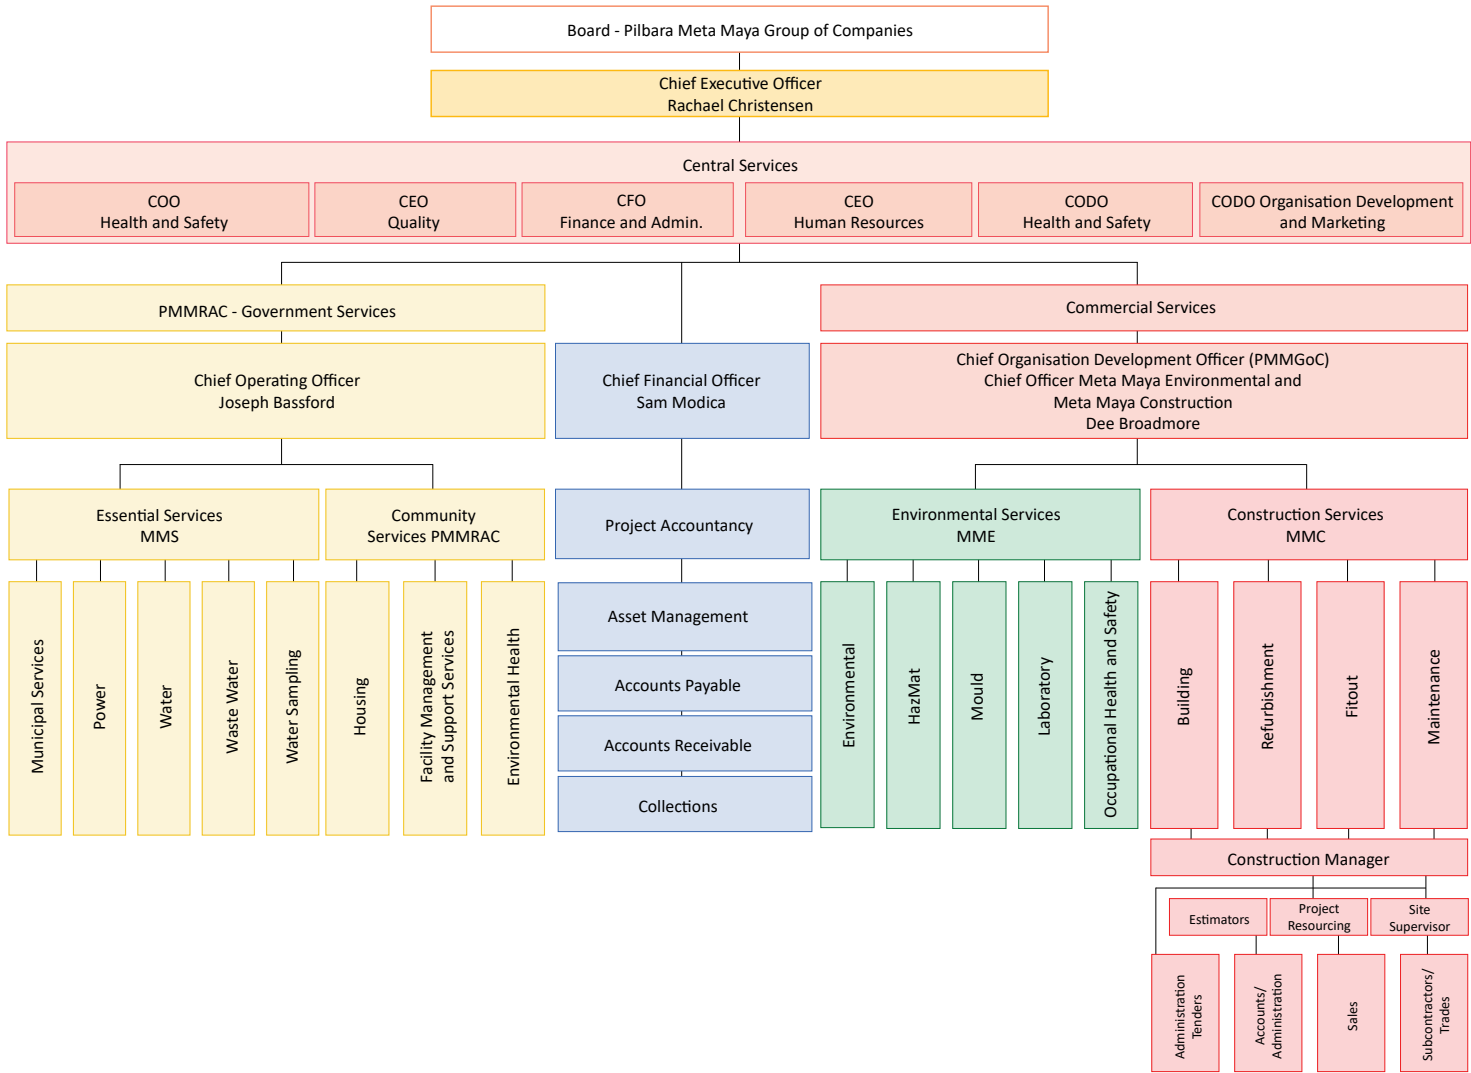 Board - Pilbara Meta Maya Group of Companies
Chief Executive Officer
Rachael Christensen
Central Services
COO
Health and Safety
CEO
Quality
CFO
Finance and Admin.
CEO
Human Resources
CODO
Health and Safety
CODO Organisation Development
and Marketing
PMMRAC - Government Services
Commercial Services
Chief Operating Officer
Joseph Bassford
Chief Financial Officer
Sam Modica
Chief Organisation Development Officer (PMMGoC)
Chief Officer Meta Maya Environmental and
Meta Maya Construction
Dee Broadmore
Essential Services
MMS
Community
Services PMMRAC
Project Accountancy
Environmental Services
MME
Construction Services
MMC
Municipal Services
Power
Water
Waste Water
Water Sampling
Housing
Facility Management
and Support Services
Environmental Health
Asset Management
Accounts Payable
Accounts Receivable
Collections
Environmental
HazMat
Mould
Laboratory
Occupational Health and Safety
Building
Refurbishment
Fitout
Maintenance
Construction Manager
Estimators
Project
Resourcing
Site
Supervisor
Administration
Tenders
Accounts/
Administration
Sales
Subcontractors/
Trades